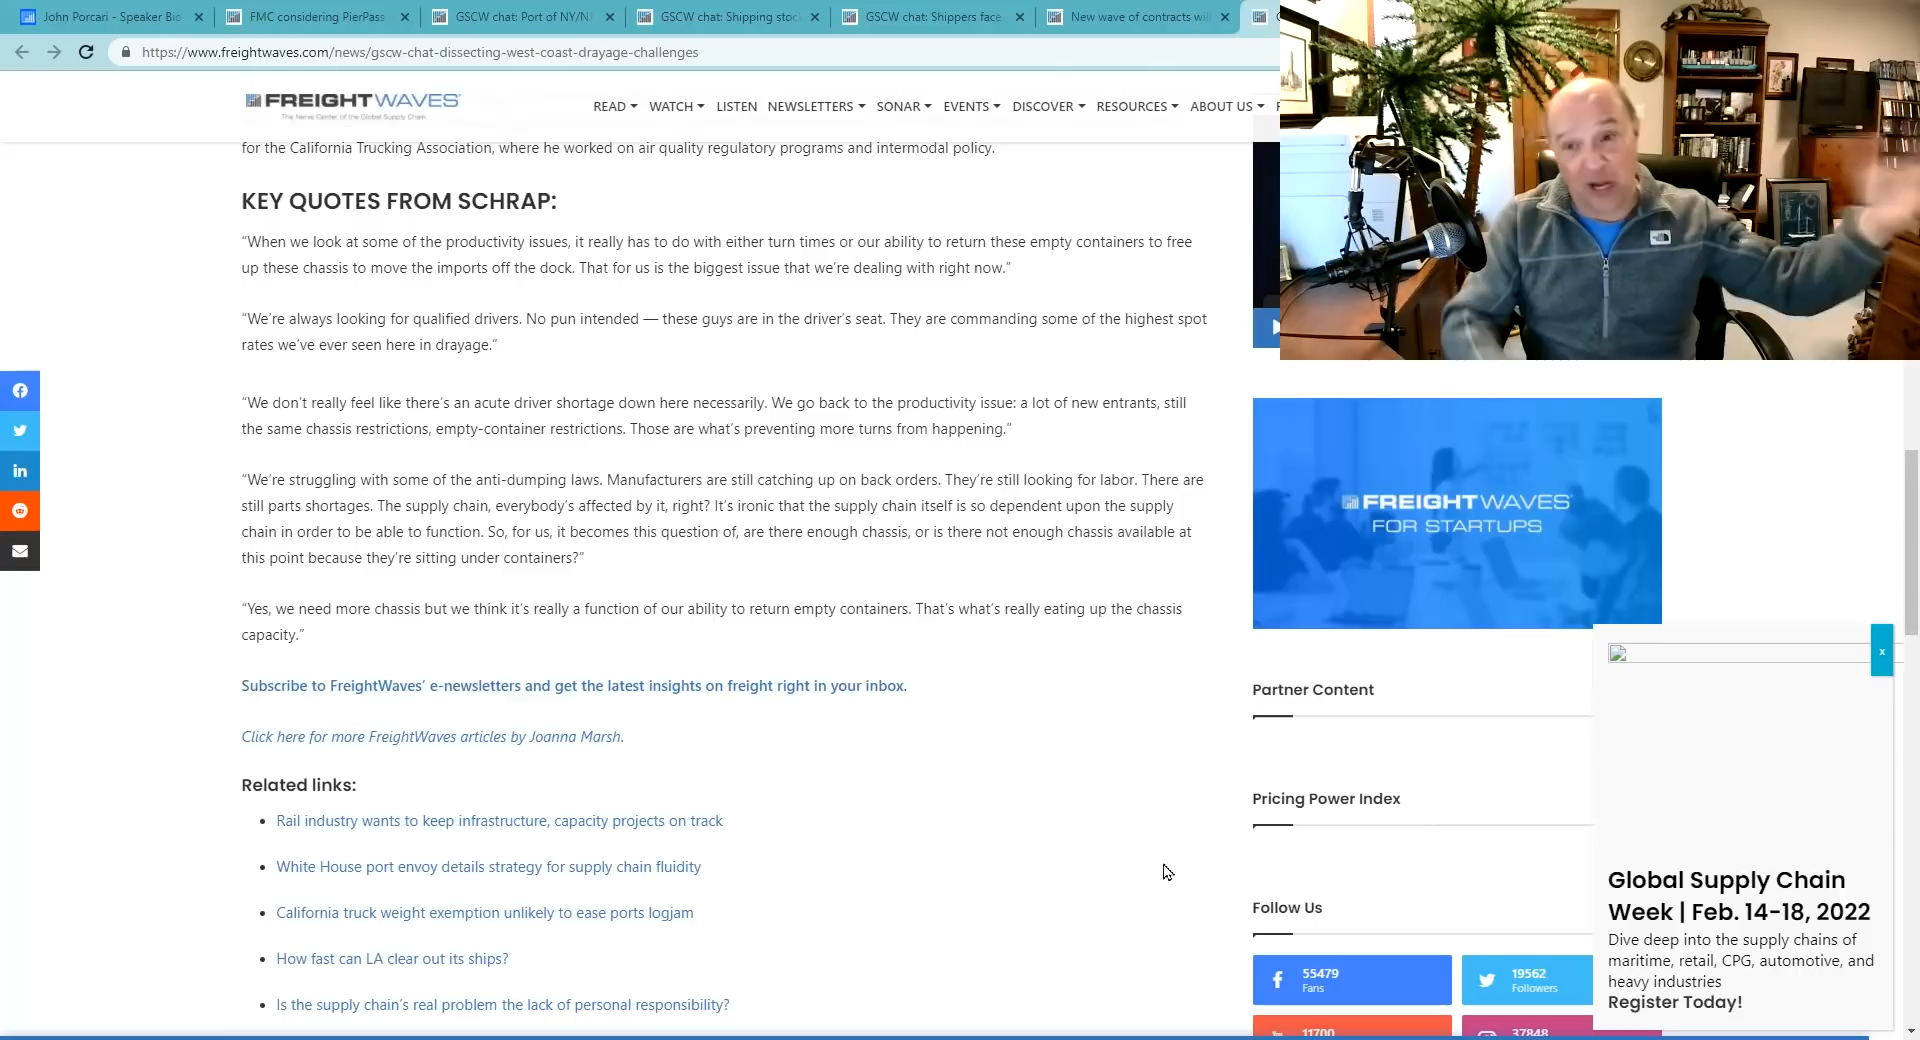 John Porcari - Speaker Bio
FMC considering PierPass
GSCW chat: Port of NY/NJ
GSCW chat: Shipping stoc
GSCW chat: Shippers face
New wave of contracts wil
https://www.freightwaves.com/news/gscw-chat-dissecting-west-coast-drayage-challenges
FREIGHTWAVES
The Nerve Center of the Global Supply Chain
READ WATCH LISTEN NEWSLETTERS SONAR EVENTS DISCOVER RESOURCES ABOUT US
for the California Trucking Association, where he worked on air quality regulatory programs and intermodal policy.
KEY QUOTES FROM SCHRAP:
“When we look at some of the productivity issues, it really has to do with either turn times or our ability to return these empty containers to free
up these chassis to move the imports off the dock. That for us is the biggest issue that we’re dealing with right now.”
“We’re always looking for qualified drivers. No pun intended — these guys are in the driver’s seat. They are commanding some of the highest spot
rates we’ve ever seen here in drayage.”
“We don’t really feel like there’s an acute driver shortage down here necessarily. We go back to the productivity issue: a lot of new entrants, still
the same chassis restrictions, empty-container restrictions. Those are what’s preventing more turns from happening.”
“We’re struggling with some of the anti-dumping laws. Manufacturers are still catching up on back orders. They’re still looking for labor. There are
still parts shortages. The supply chain, everybody’s affected by it, right? It’s ironic that the supply chain itself is so dependent upon the supply
chain in order to be able to function. So, for us, it becomes this question of, are there enough chassis, or is there not enough chassis available at
this point because they’re sitting under containers?”
“Yes, we need more chassis but we think it’s really a function of our ability to return empty containers. That’s what’s really eating up the chassis
capacity.”
Subscribe to FreightWaves’ e-newsletters and get the latest insights on freight right in your inbox.
Click here for more FreightWaves articles by Joanna Marsh.
Related links:
Rail industry wants to keep infrastructure, capacity projects on track
White House port envoy details strategy for supply chain fluidity
California truck weight exemption unlikely to ease ports logjam
How fast can LA clear out its ships?
Is the supply chain’s real problem the lack of personal responsibility?
FREIGHTWAVES
FOR STARTUPS
Partner Content
Pricing Power Index
Follow Us
55479
Fans
19562
Followers
11700
37848
x
Global Supply Chain
Week | Feb. 14-18, 2022
Dive deep into the supply chains of
maritime, retail, CPG, automotive, and
heavy industries
Register Today!